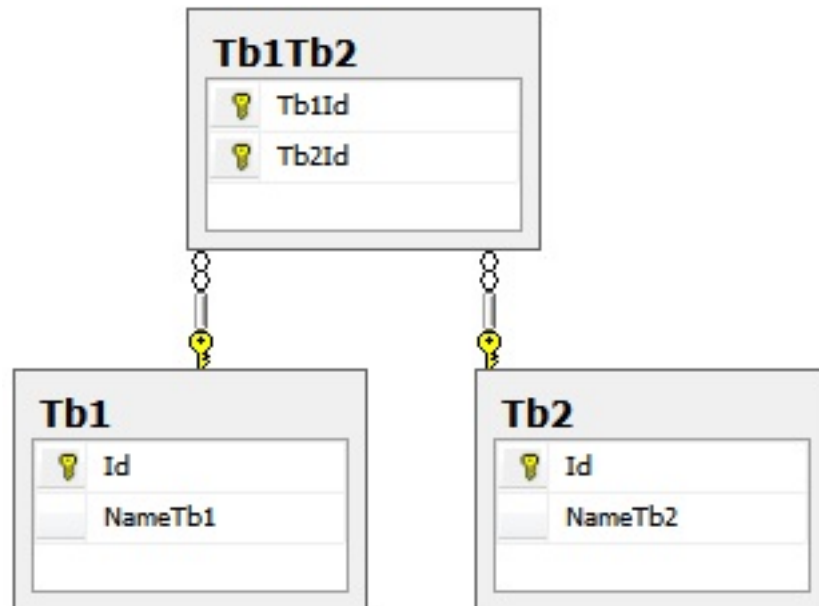 Tb1Tb2
Tb1Id
Tb2Id
Tb1
Id
NameTb1
Tb2
Id
NameTb2